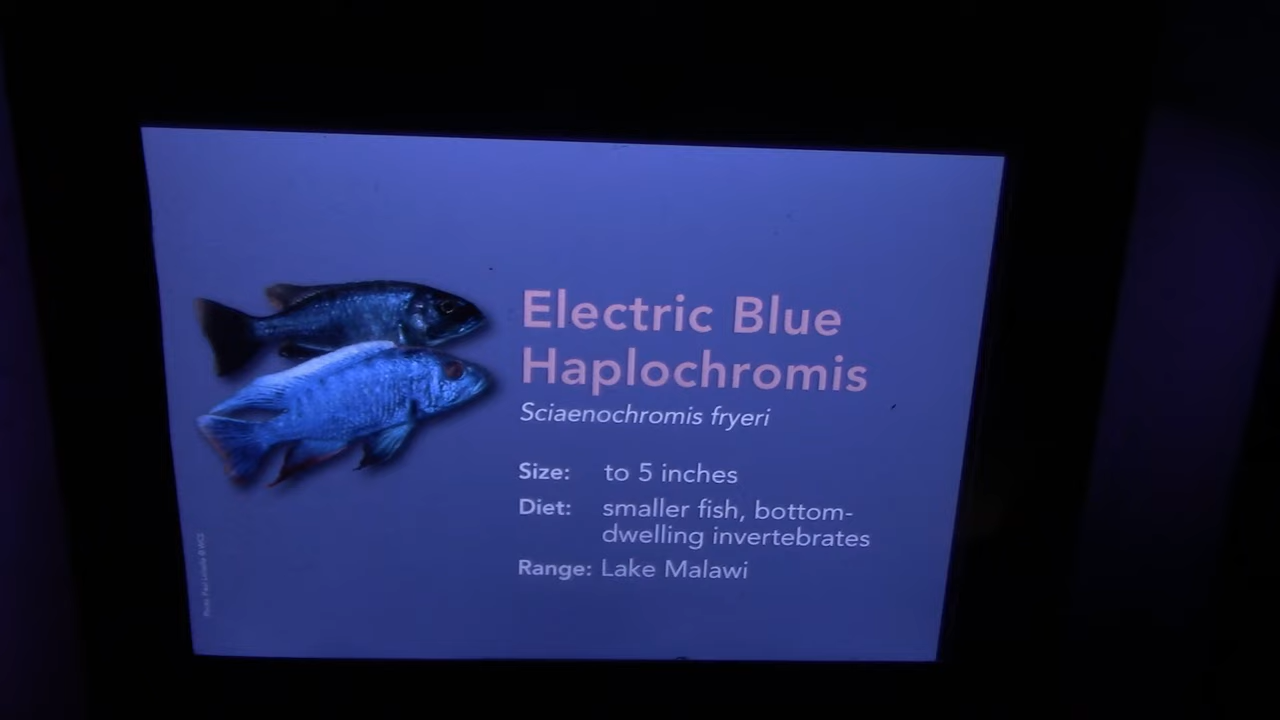 Electric Blue
Haplochromis
Sciaenochromis fryeri
Size: to 5 inches
Diet: smaller fish, bottom-
dwelling invertebrates
Range: Lake Malawi